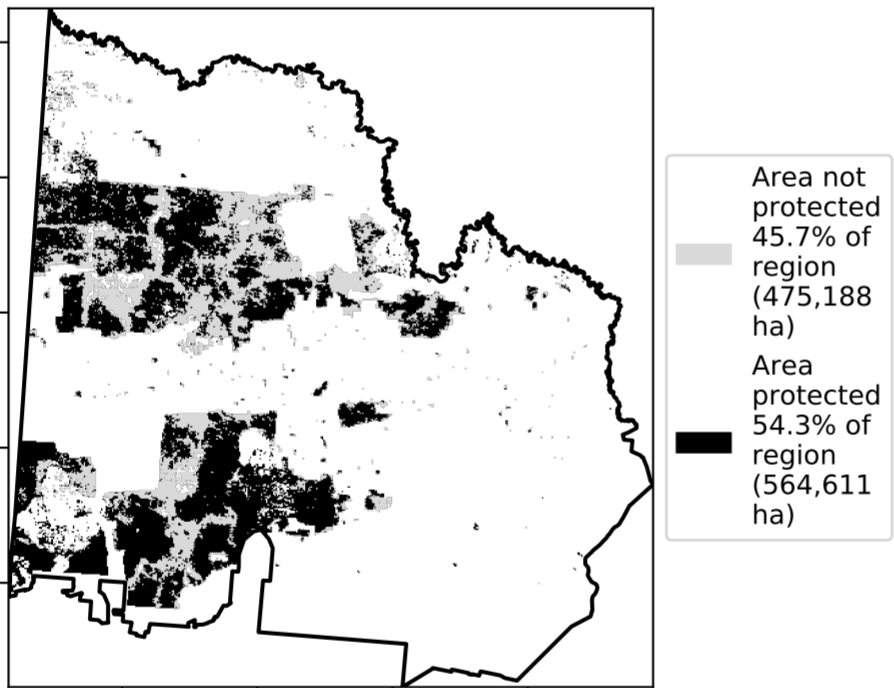 Area not
protected
45.7% of
region
(475,188
ha)
Area
protected
54.3% of
region
(564,611
ha)